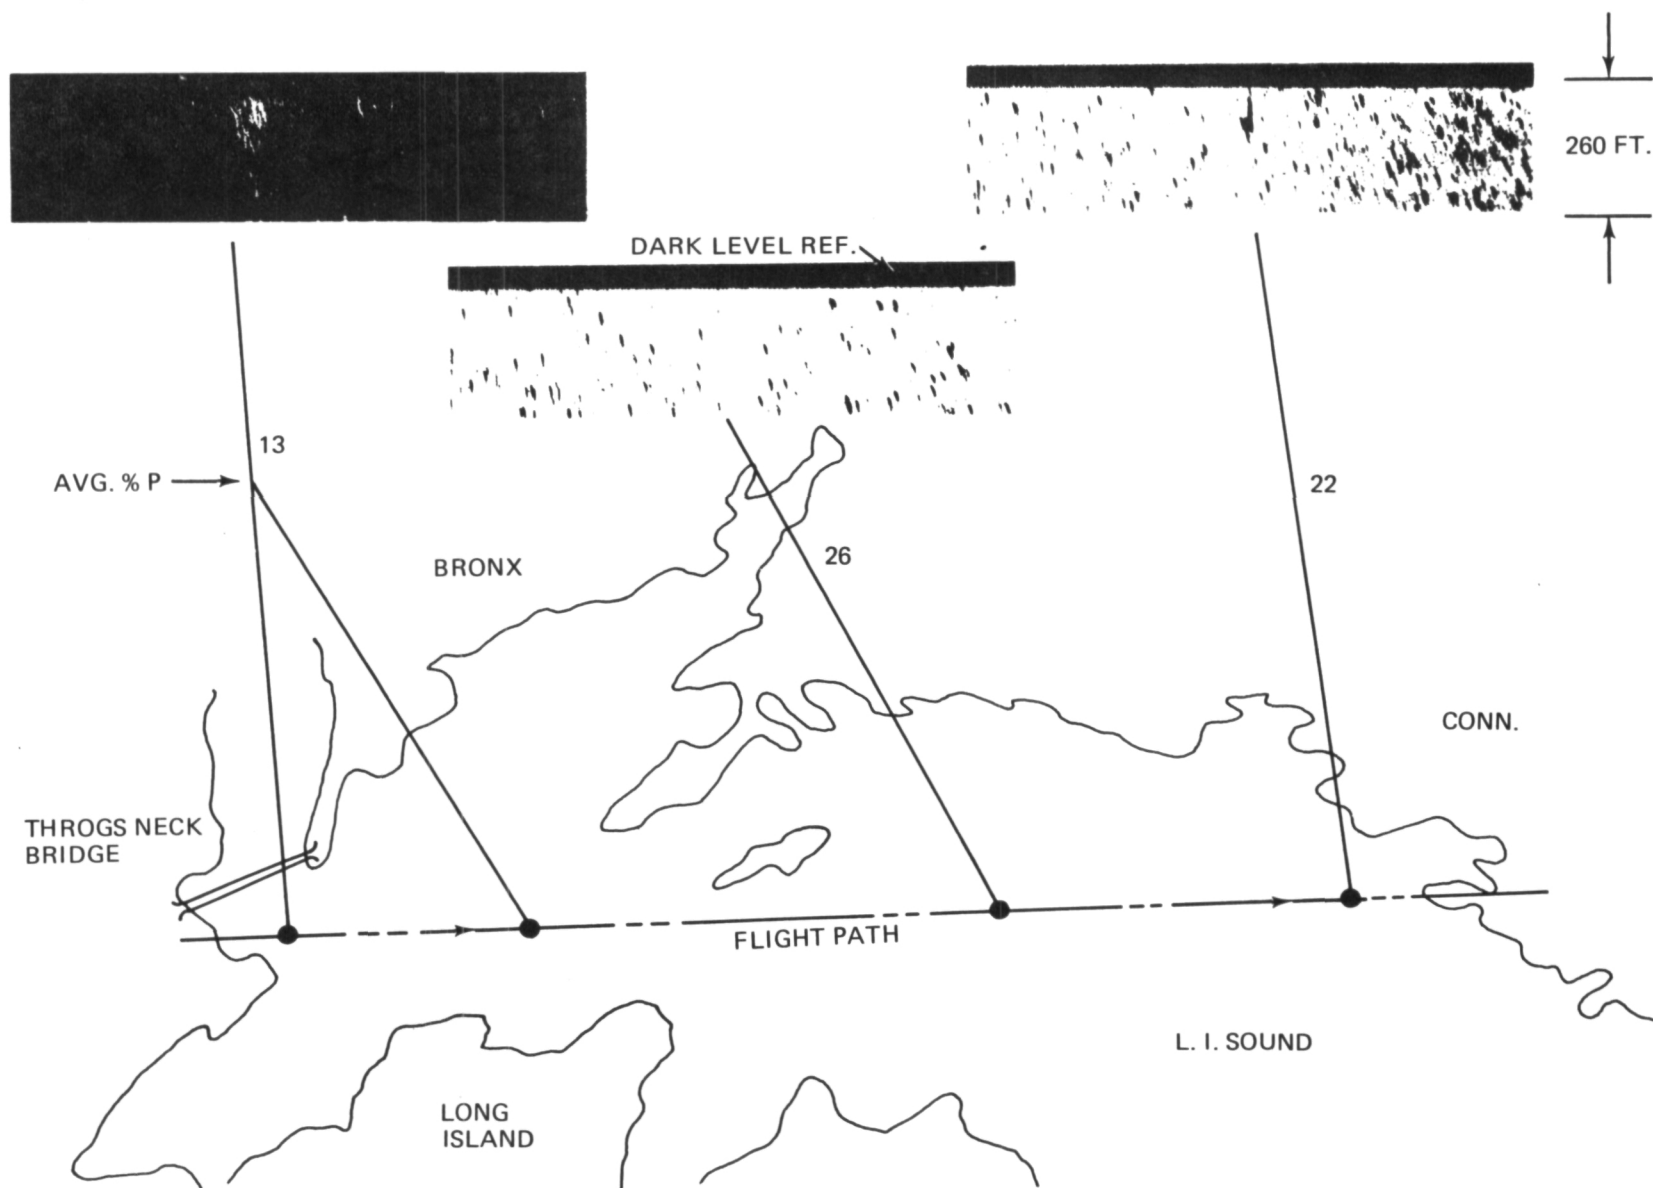 260 FT.
DARK LEVEL REF.
13
AVG. % P
22
26
BRONX
CONN.
THROGS NECK
BRIDGE
FLIGHT PATH
L. I. SOUND
LONG
ISLAND